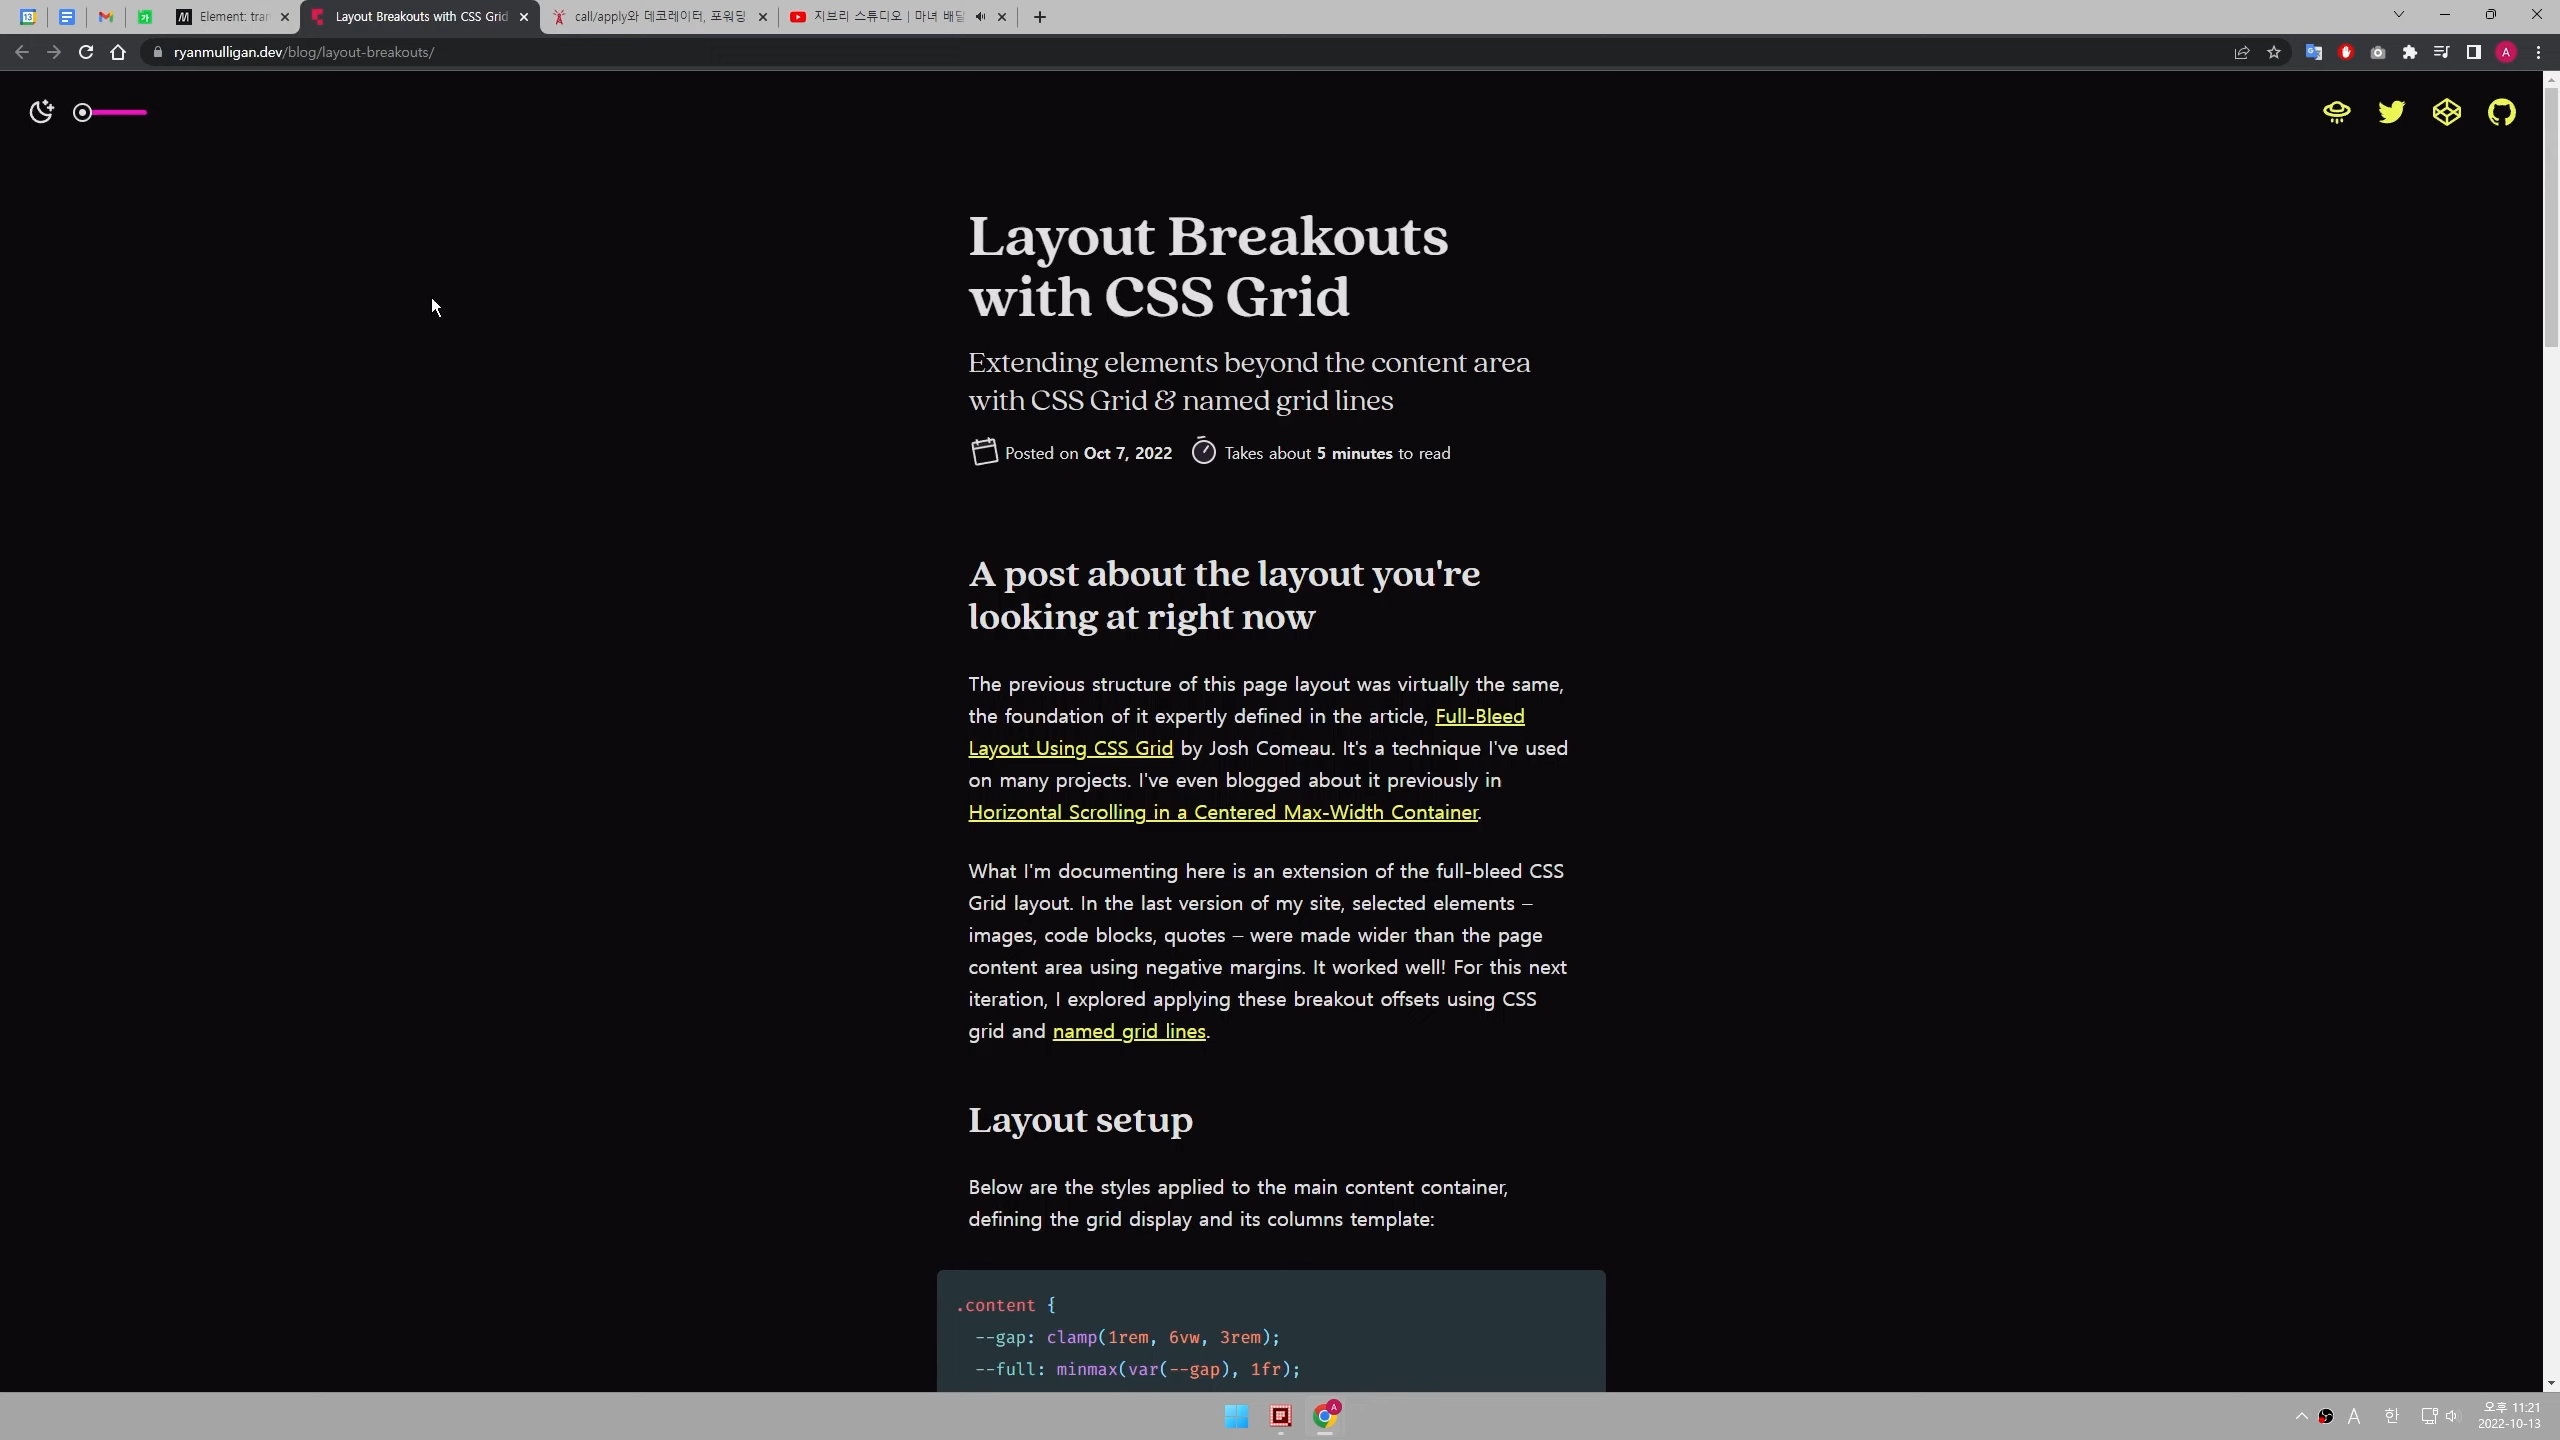 Element: tran
Layout Breakouts with CSS Grid
call/apply와 데코레이터, 포워딩
지브리 스튜디오 | 마녀 배달
ryanmulligan.dev/blog/layout-breakouts/
Layout Breakouts
with CSS Grid
Extending elements beyond the content area
with CSS Grid & named grid lines
Posted on Oct 7, 2022 Takes about 5 minutes to read
A post about the layout you're
looking at right now
The previous structure of this page layout was virtually the same,
the foundation of it expertly defined in the article, Full-Bleed
Layout Using CSS Grid by Josh Comeau. It's a technique I've used
on many projects. I've even blogged about it previously in
Horizontal Scrolling in a Centered Max-Width Container.
What I'm documenting here is an extension of the full-bleed CSS
Grid layout. In the last version of my site, selected elements –
images, code blocks, quotes – were made wider than the page
content area using negative margins. It worked well! For this next
iteration, I explored applying these breakout offsets using CSS
grid and named grid lines.
Layout setup
Below are the styles applied to the main content container,
defining the grid display and its columns template:
.content {
--gap: clamp(1rem, 6vw, 3rem);
--full: minmax(var(--gap), 1fr);
A 한 오후 11:21
2022-10-13